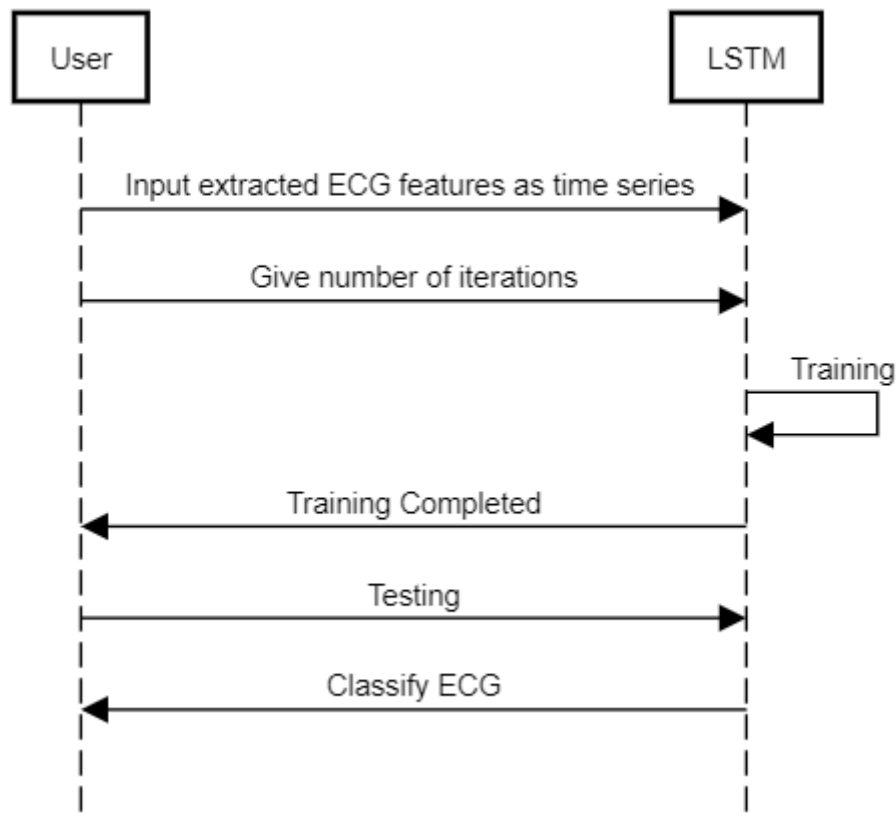 User
LSTM
Input extracted ECG features as time series
Give number of iterations
Training
Training Completed
Testing
Classify ECG